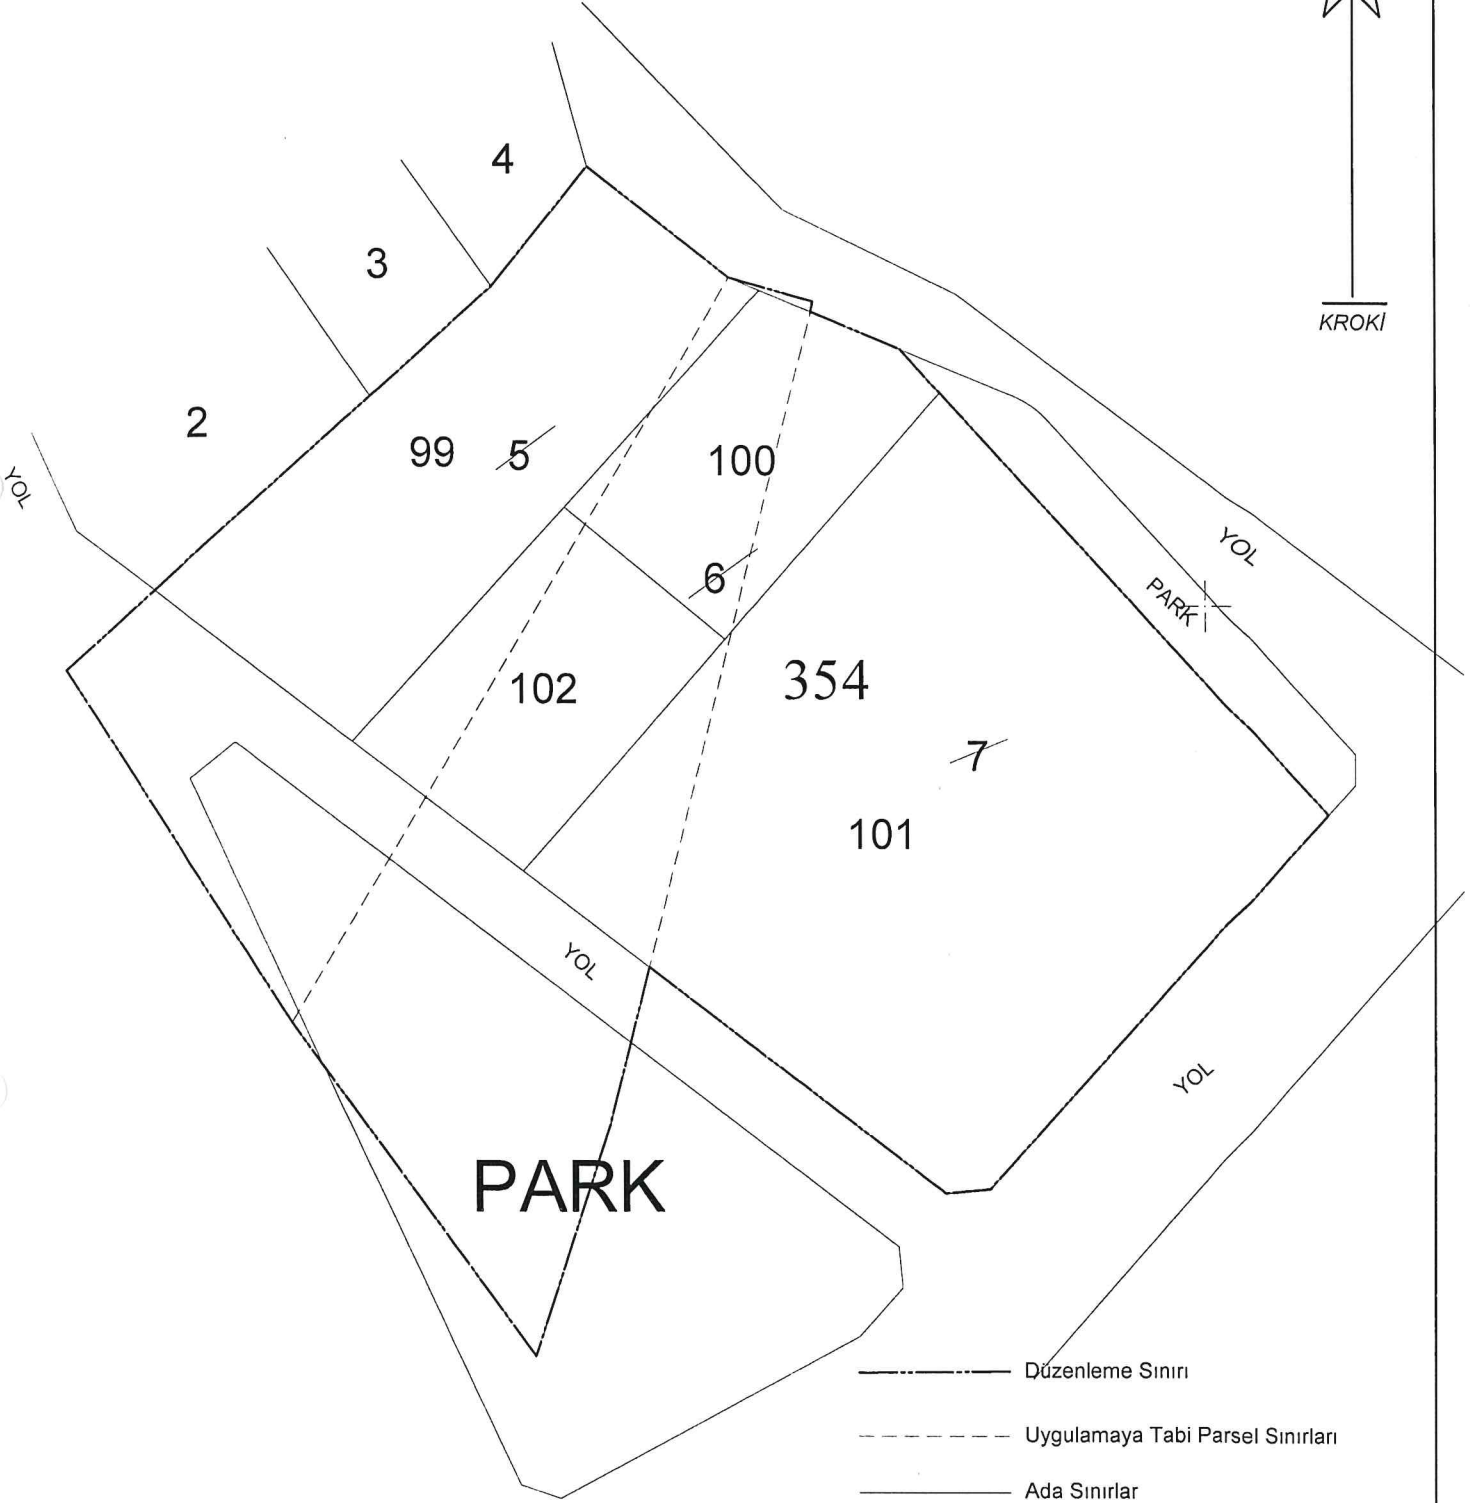 4
3
KROKİ
2
99
5
100
YOL
YOL
6
PARK
102
354
7
101
YOL
YOL
PARK
Düzenleme Sınırı
Uygulamaya Tabi Parsel Sınırları
Ada Sınırlar